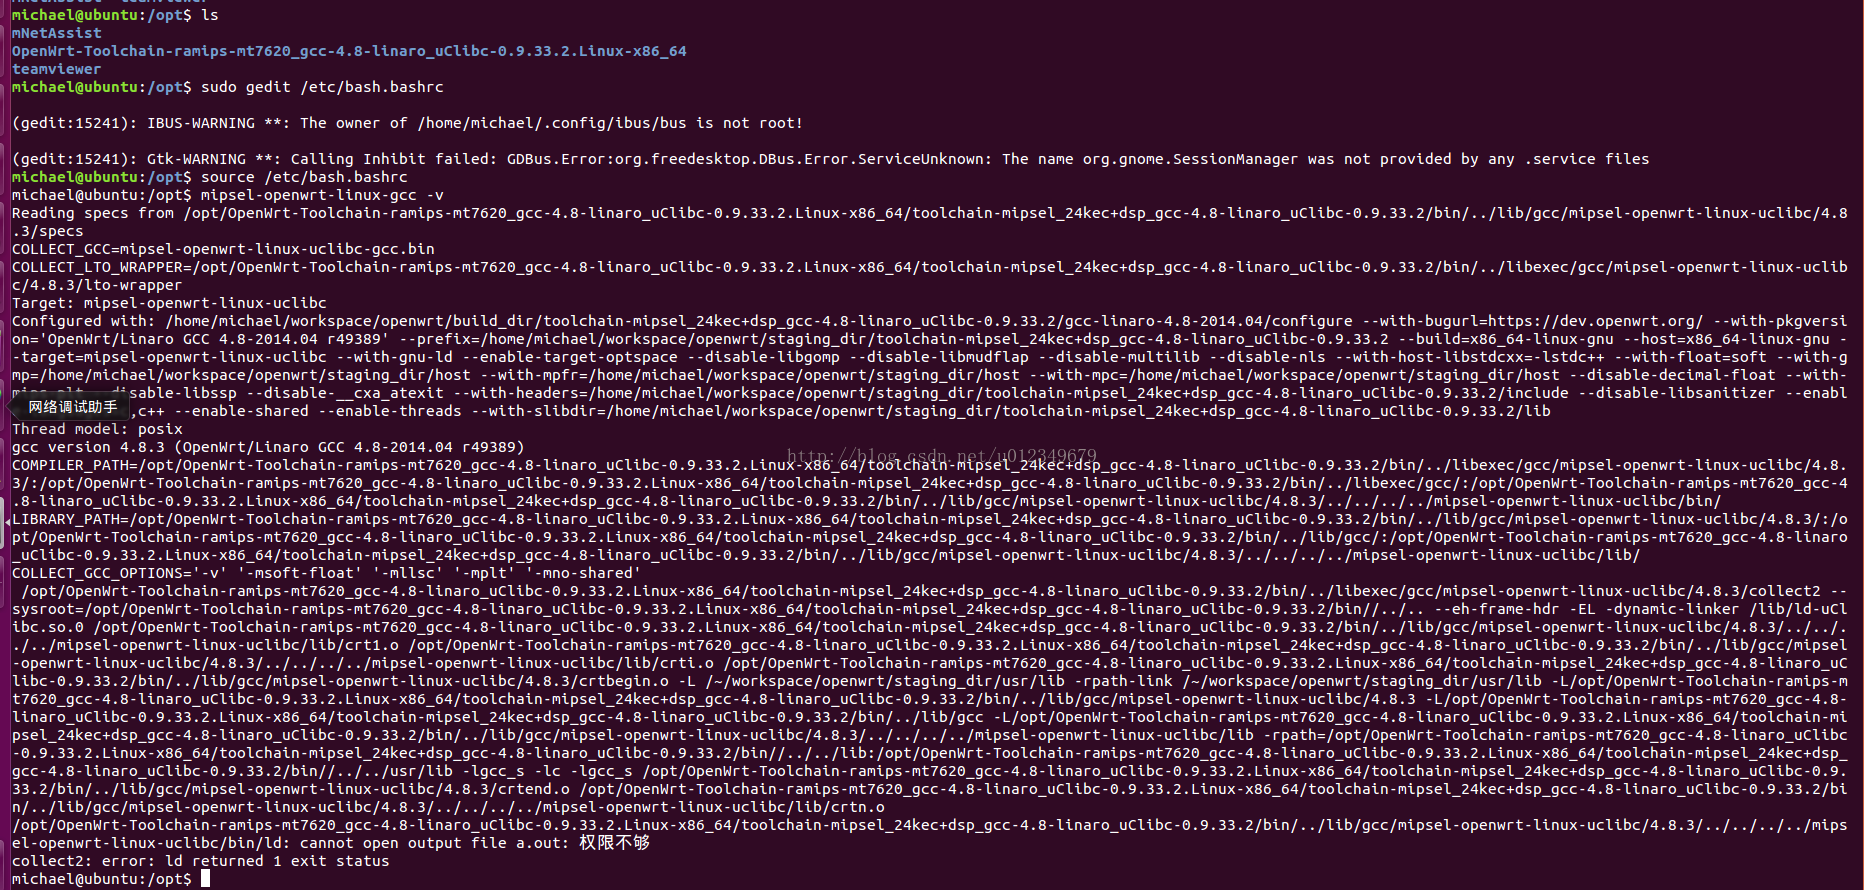 michael@ubuntu:/opt$ ls
mNetAssist
OpenWrt-Toolchain-ramips-mt7620_gcc-4.8-linaro_uClibc-0.9.33.2.Linux-x86_64
teamviewer
michael@ubuntu:/opt$ sudo gedit /etc/bash.bashrc
(gedit:15241): IBUS-WARNING **: The owner of /home/michael/.config/ibus/bus is not root!
(gedit:15241): Gtk-WARNING **: Calling Inhibit failed: GDBus.Error:org.freedesktop.DBus.Error.ServiceUnknown: The name org.gnome.SessionManager was not provided by any .service files
michael@ubuntu:/opt$ source /etc/bash.bashrc
michael@ubuntu:/opt$ mipsel-openwrt-linux-gcc -v
Reading specs from /opt/OpenWrt-Toolchain-ramips-mt7620_gcc-4.8-linaro_uClibc-0.9.33.2.Linux-x86_64/toolchain-mipsel_24kec+dsp_gcc-4.8-linaro_uClibc-0.9.33.2/bin/../lib/gcc/mipsel-openwrt-linux-uclibc/4.8
.3/specs
COLLECT_GCC=mipsel-openwrt-linux-uclibc-gcc.bin
COLLECT_LTO_WRAPPER=/opt/OpenWrt-Toolchain-ramips-mt7620_gcc-4.8-linaro_uClibc-0.9.33.2.Linux-x86_64/toolchain-mipsel_24kec+dsp_gcc-4.8-linaro_uClibc-0.9.33.2/bin/../libexec/gcc/mipsel-openwrt-linux-uclib
c/4.8.3/lto-wrapper
Target: mipsel-openwrt-linux-uclibc
Configured with: /home/michael/workspace/openwrt/build_dir/toolchain-mipsel_24kec+dsp_gcc-4.8-linaro_uClibc-0.9.33.2/gcc-linaro-4.8-2014.04/configure --with-bugurl=https://dev.openwrt.org/ --with-pkgversi
on='OpenWrt/Linaro GCC 4.8-2014.04 r49389' --prefix=/home/michael/workspace/openwrt/staging_dir/toolchain-mipsel_24kec+dsp_gcc-4.8-linaro_uClibc-0.9.33.2 --build=x86_64-linux-gnu --host=x86_64-linux-gnu -
-target=mipsel-openwrt-linux-uclibc --with-gnu-ld --enable-target-optspace --disable-libgomp --disable-libmudflap --disable-multilib --disable-nls --with-host-libstdcxx=-lstdc++ --with-float=soft --with-g
mp=/home/michael/workspace/openwrt/staging_dir/host --with-mpfr=/home/michael/workspace/openwrt/staging_dir/host --with-mpc=/home/michael/workspace/openwrt/staging_dir/host --disable-decimal-float --with-
sable-libssp --disable-__cxa_atexit --with-headers=/home/michael/workspace/openwrt/staging_dir/toolchain-mipsel_24kec+dsp_gcc-4.8-linaro_uClibc-0.9.33.2/include --disable-libsanitizer --enabl
网络调试助手
,c++ --enable-shared --enable-threads --with-slibdir=/home/michael/workspace/openwrt/staging_dir/toolchain-mipsel_24kec+dsp_gcc-4.8-linaro_uClibc-0.9.33.2/lib
Thread model: posix
gcc version 4.8.3 (OpenWrt/Linaro GCC 4.8-2014.04 r49389)
http://blog.csdn.net/u012349679
COMPILER_PATH=/opt/OpenWrt-Toolchain-ramips-mt7620_gcc-4.8-linaro_uClibc-0.9.33.2.Linux-x86_64/toolchain-mipsel_24kec+dsp_gcc-4.8-linaro_uClibc-0.9.33.2/bin/../libexec/gcc/mipsel-openwrt-linux-uclibc/4.8.
3/:/opt/OpenWrt-Toolchain-ramips-mt7620_gcc-4.8-linaro_uClibc-0.9.33.2.Linux-x86_64/toolchain-mipsel_24kec+dsp_gcc-4.8-linaro_uClibc-0.9.33.2/bin/../libexec/gcc/:/opt/OpenWrt-Toolchain-ramips-mt7620_gcc-4
.8-linaro_uClibc-0.9.33.2.Linux-x86_64/toolchain-mipsel_24kec+dsp_gcc-4.8-linaro_uClibc-0.9.33.2/bin/../lib/gcc/mipsel-openwrt-linux-uclibc/4.8.3/../../../../mipsel-openwrt-linux-uclibc/bin/
LIBRARY_PATH=/opt/OpenWrt-Toolchain-ramips-mt7620_gcc-4.8-linaro_uClibc-0.9.33.2.Linux-x86_64/toolchain-mipsel_24kec+dsp_gcc-4.8-linaro_uClibc-0.9.33.2/bin/../lib/gcc/mipsel-openwrt-linux-uclibc/4.8.3/:/o
pt/OpenWrt-Toolchain-ramips-mt7620_gcc-4.8-linaro_uClibc-0.9.33.2.Linux-x86_64/toolchain-mipsel_24kec+dsp_gcc-4.8-linaro_uClibc-0.9.33.2/bin/../lib/gcc/:/opt/OpenWrt-Toolchain-ramips-mt7620_gcc-4.8-linaro
_uClibc-0.9.33.2.Linux-x86_64/toolchain-mipsel_24kec+dsp_gcc-4.8-linaro_uClibc-0.9.33.2/bin/../lib/gcc/mipsel-openwrt-linux-uclibc/4.8.3/../../../../mipsel-openwrt-linux-uclibc/lib/
COLLECT_GCC_OPTIONS='-v' '-msoft-float' '-mllsc' '-mplt' '-mno-shared'
/opt/OpenWrt-Toolchain-ramips-mt7620_gcc-4.8-linaro_uClibc-0.9.33.2.Linux-x86_64/toolchain-mipsel_24kec+dsp_gcc-4.8-linaro_uClibc-0.9.33.2/bin/../libexec/gcc/mipsel-openwrt-linux-uclibc/4.8.3/collect2 --
sysroot=/opt/OpenWrt-Toolchain-ramips-mt7620_gcc-4.8-linaro_uClibc-0.9.33.2.Linux-x86_64/toolchain-mipsel_24kec+dsp_gcc-4.8-linaro_uClibc-0.9.33.2/bin//../.. --eh-frame-hdr -EL -dynamic-linker /lib/ld-uCl
ibc.so.0 /opt/OpenWrt-Toolchain-ramips-mt7620_gcc-4.8-linaro_uClibc-0.9.33.2.Linux-x86_64/toolchain-mipsel_24kec+dsp_gcc-4.8-linaro_uClibc-0.9.33.2/bin/../lib/gcc/mipsel-openwrt-linux-uclibc/4.8.3/../../.
./../mipsel-openwrt-linux-uclibc/lib/crt1.o /opt/OpenWrt-Toolchain-ramips-mt7620_gcc-4.8-linaro_uClibc-0.9.33.2.Linux-x86_64/toolchain-mipsel_24kec+dsp_gcc-4.8-linaro_uClibc-0.9.33.2/bin/../lib/gcc/mipsel
-openwrt-linux-uclibc/4.8.3/../../../../mipsel-openwrt-linux-uclibc/lib/crti.o /opt/OpenWrt-Toolchain-ramips-mt7620_gcc-4.8-linaro_uClibc-0.9.33.2.Linux-x86_64/toolchain-mipsel_24kec+dsp_gcc-4.8-linaro_uC
libc-0.9.33.2/bin/../lib/gcc/mipsel-openwrt-linux-uclibc/4.8.3/crtbegin.o -L /~/workspace/openwrt/staging_dir/usr/lib -rpath-link /~/workspace/openwrt/staging_dir/usr/lib -L/opt/OpenWrt-Toolchain-ramips-m
t7620_gcc-4.8-linaro_uClibc-0.9.33.2.Linux-x86_64/toolchain-mipsel_24kec+dsp_gcc-4.8-linaro_uClibc-0.9.33.2/bin/../lib/gcc/mipsel-openwrt-linux-uclibc/4.8.3 -L/opt/OpenWrt-Toolchain-ramips-mt7620_gcc-4.8-
linaro_uClibc-0.9.33.2.Linux-x86_64/toolchain-mipsel_24kec+dsp_gcc-4.8-linaro_uClibc-0.9.33.2/bin/../lib/gcc -L/opt/OpenWrt-Toolchain-ramips-mt7620_gcc-4.8-linaro_uClibc-0.9.33.2.Linux-x86_64/toolchain-mi
psel_24kec+dsp_gcc-4.8-linaro_uClibc-0.9.33.2/bin/../lib/gcc/mipsel-openwrt-linux-uclibc/4.8.3/../../../../mipsel-openwrt-linux-uclibc/lib -rpath=/opt/OpenWrt-Toolchain-ramips-mt7620_gcc-4.8-linaro_uClibc
-0.9.33.2.Linux-x86_64/toolchain-mipsel_24kec+dsp_gcc-4.8-linaro_uClibc-0.9.33.2/bin//../../lib:/opt/OpenWrt-Toolchain-ramips-mt7620_gcc-4.8-linaro_uClibc-0.9.33.2.Linux-x86_64/toolchain-mipsel_24kec+dsp_
gcc-4.8-linaro_uClibc-0.9.33.2/bin//../../usr/lib -lgcc_s -lc -lgcc_s /opt/OpenWrt-Toolchain-ramips-mt7620_gcc-4.8-linaro_uClibc-0.9.33.2.Linux-x86_64/toolchain-mipsel_24kec+dsp_gcc-4.8-linaro_uClibc-0.9.
33.2/bin/../lib/gcc/mipsel-openwrt-linux-uclibc/4.8.3/crtend.o /opt/OpenWrt-Toolchain-ramips-mt7620_gcc-4.8-linaro_uClibc-0.9.33.2.Linux-x86_64/toolchain-mipsel_24kec+dsp_gcc-4.8-linaro_uClibc-0.9.33.2/bi
n/../lib/gcc/mipsel-openwrt-linux-uclibc/4.8.3/../../../../mipsel-openwrt-linux-uclibc/lib/crtn.o
/opt/OpenWrt-Toolchain-ramips-mt7620_gcc-4.8-linaro_uClibc-0.9.33.2.Linux-x86_64/toolchain-mipsel_24kec+dsp_gcc-4.8-linaro_uClibc-0.9.33.2/bin/../lib/gcc/mipsel-openwrt-linux-uclibc/4.8.3/../../../../mips
el-openwrt-linux-uclibc/bin/ld: cannot open output file a.out: 权限不够
collect2: error: ld returned 1 exit status
michael@ubuntu:/opt$